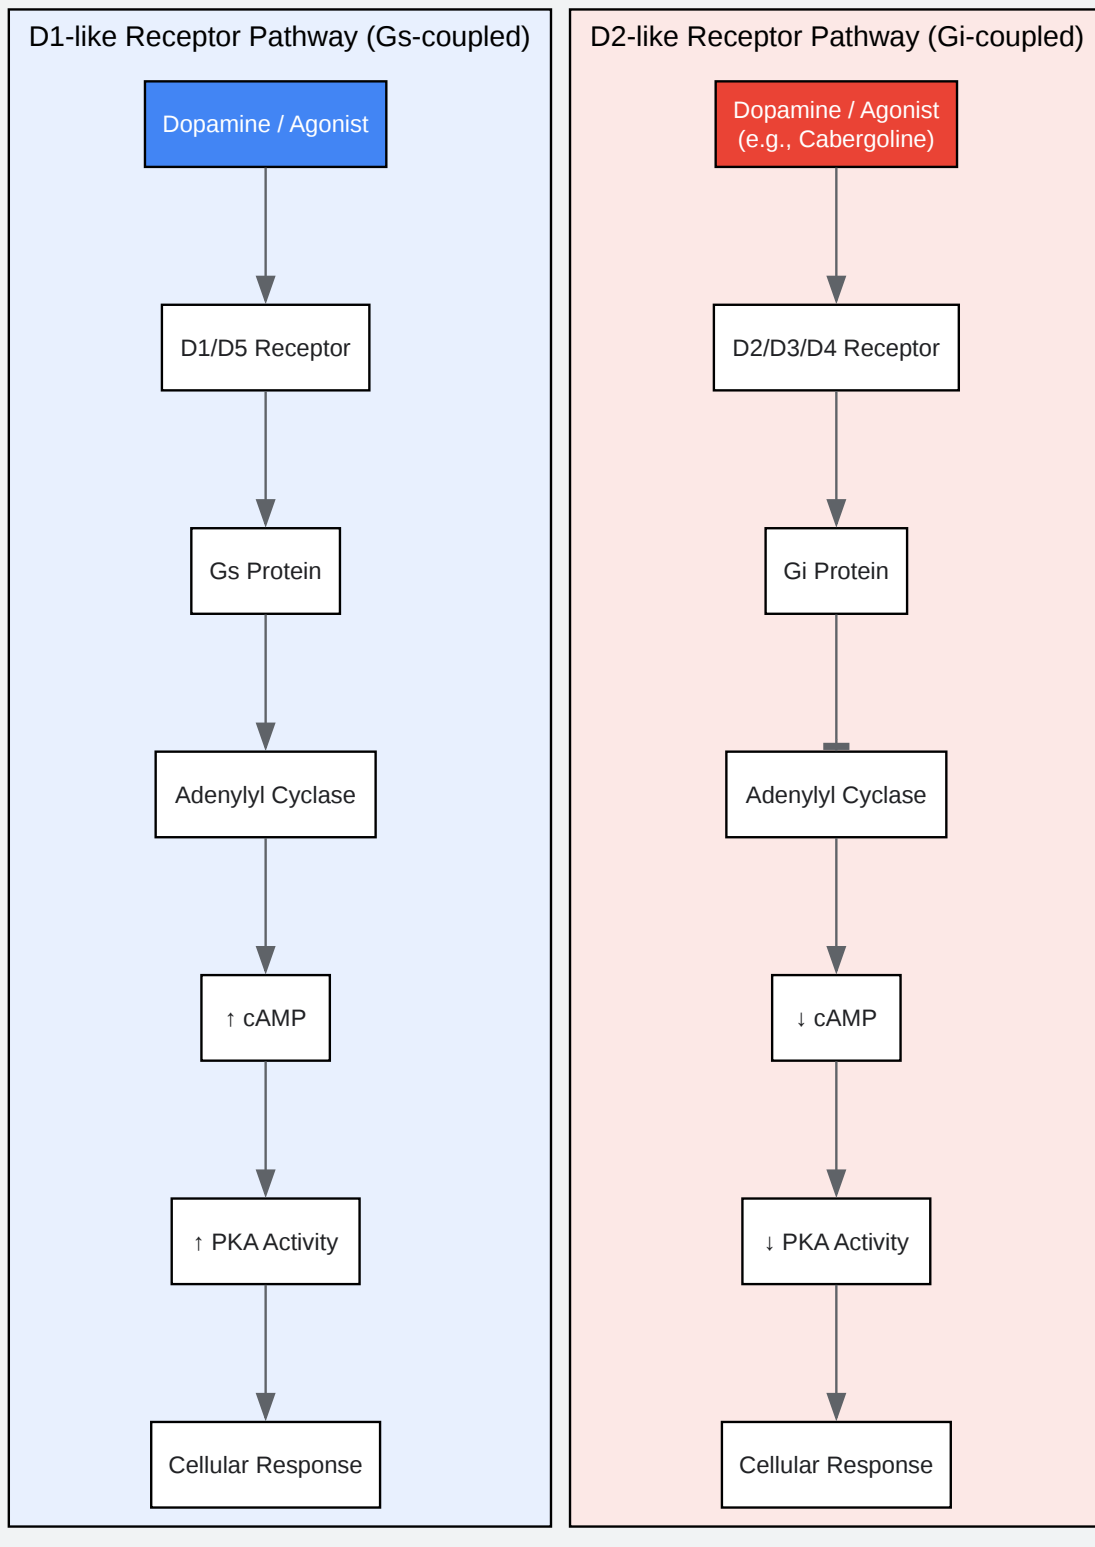 D1-like Receptor Pathway (Gs-coupled)
Dopamine / Agonist
D1/D5 Receptor
Gs Protein
Adenylyl Cyclase
↑ cAMP
↑ PKA Activity
Cellular Response
D2-like Receptor Pathway (Gi-coupled)
Dopamine / Agonist
(e.g., Cabergoline)
D2/D3/D4 Receptor
Gi Protein
Adenylyl Cyclase
↓ cAMP
↓ PKA Activity
Cellular Response